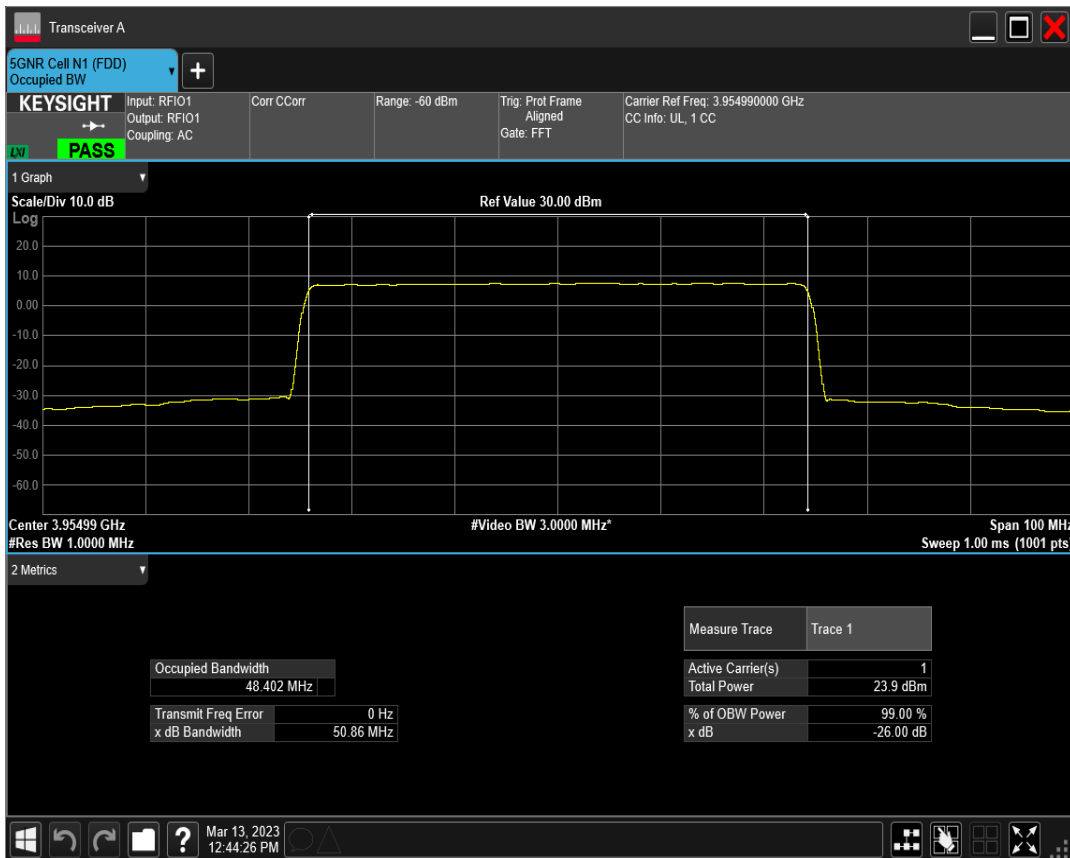 Transceiver A
5GNR Cell N1 (FDD)
Occupied BW
KEYSIGHT
LXI
PASS
Input: RFIO1
Output: RFIO1
Coupling: AC
Corr CCorr
Range: -60 dBm
Trig: Prot Frame
Aligned
Gate: FFT
Carrier Ref Freq: 3.954990000 GHz
CC Info: UL, 1 CC
1 Graph
Scale/Div 10.0 dB
Ref Value 30.00 dBm
Log
20.0
10.0
0.00
-10.0
-20.0
-30.0
-40.0
-50.0
-60.0
Center 3.95499 GHz
#Video BW 3.0000 MHz*
Span 100 MHz
#Res BW 1.0000 MHz
Sweep 1.00 ms (1001 pts)
2 Metrics
Measure Trace Trace 1
Occupied Bandwidth
48.402 MHz
Active Carrier(s) 1
Total Power 23.9 dBm
Transmit Freq Error 0 Hz
x dB Bandwidth 50.86 MHz
% of OBW Power 99.00 %
x dB -26.00 dB
?
Mar 13, 2023
12:44:26 PM